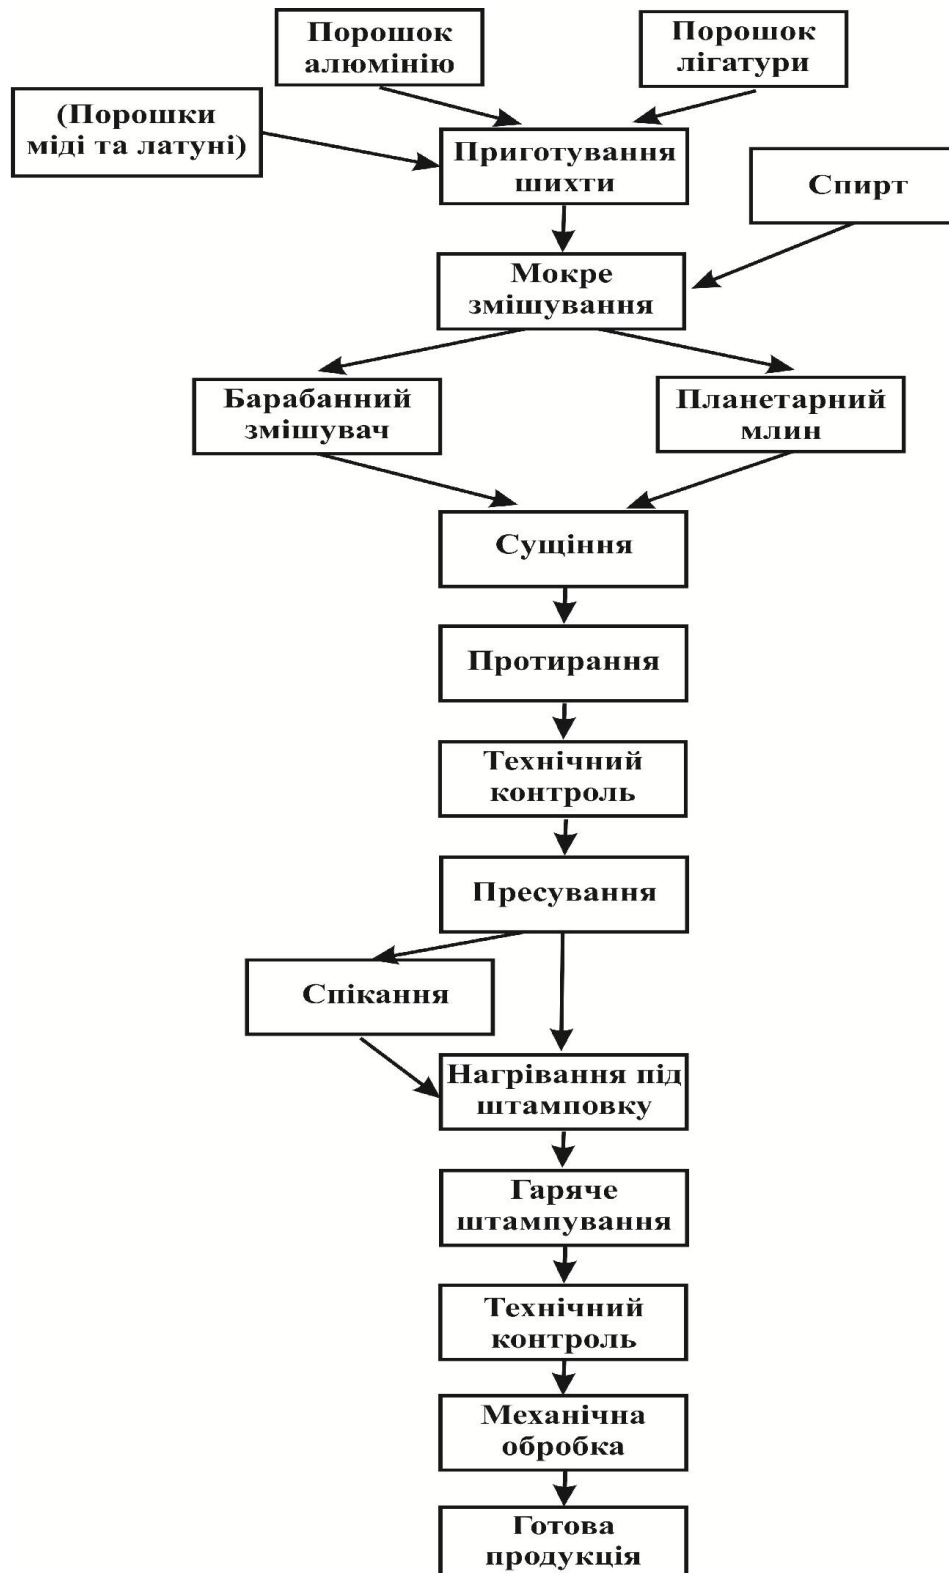 Порошок
алюмінію
Порошок
лігатури
(Порошки
міді та латуні)
Приготування
шихти
Спирт
Мокре
змішування
Барабанний
змішувач
Планетарний
млин
Сущіння
Протирання
Технічний
контроль
Пресування
Спікання
Нагрівання під
штамповку
Гаряче
штампування
Технічний
контроль
Механічна
обробка
Готова
продукція